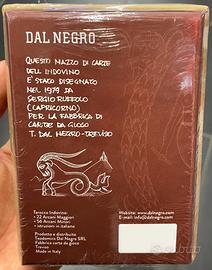 DAL NEGRO
QUESTO MAZZO DI CARTE
DELL INDOVINO
È STATO DISEGNATO
NEL 1979 DA
SERGIO RUFFOLO
(CAPRICORNO)
PER LA FABBRICA DI
CARTE DA GIOCO
T. DAL NEGRO-TREVISO
Tarocco Indovino:
• 22 Arcani Maggiori
• 56 Arcani Minori
• istruzioni in italiano
Prodotto e distribuito
Teodomiro Dal Negro SRL
Fabbrica carte da gioco
Treviso
Made in Italy
Website: www.dalnegro.com
E-mail: info@dalnegro.com